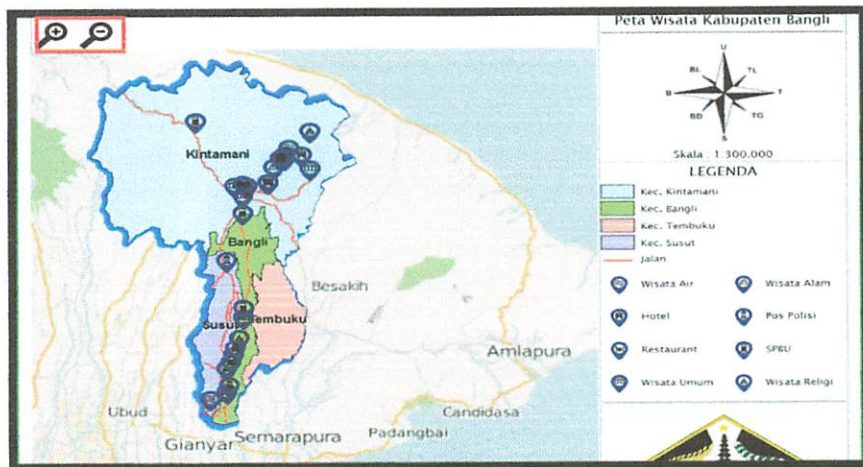 Peta Wisata Kabupaten Bangli
U
BL
TL
B
T
BD
TG
S
Skala : 1:300.000
LEGENDA
Kec. Kintamani
Kec. Bangli
Kec. Tembuku
Kec. Susut
Jalan
Wisata Air
Wisata Alam
Hotel
Pos Polisi
Restaurant
SPBU
Wisata Umum
Wisata Religi
Kintamani
Bangli
Besakih
Susut
Tembuku
Amlapura
Ubud
Candidasa
Padangbai
Gianyar
Semarapura